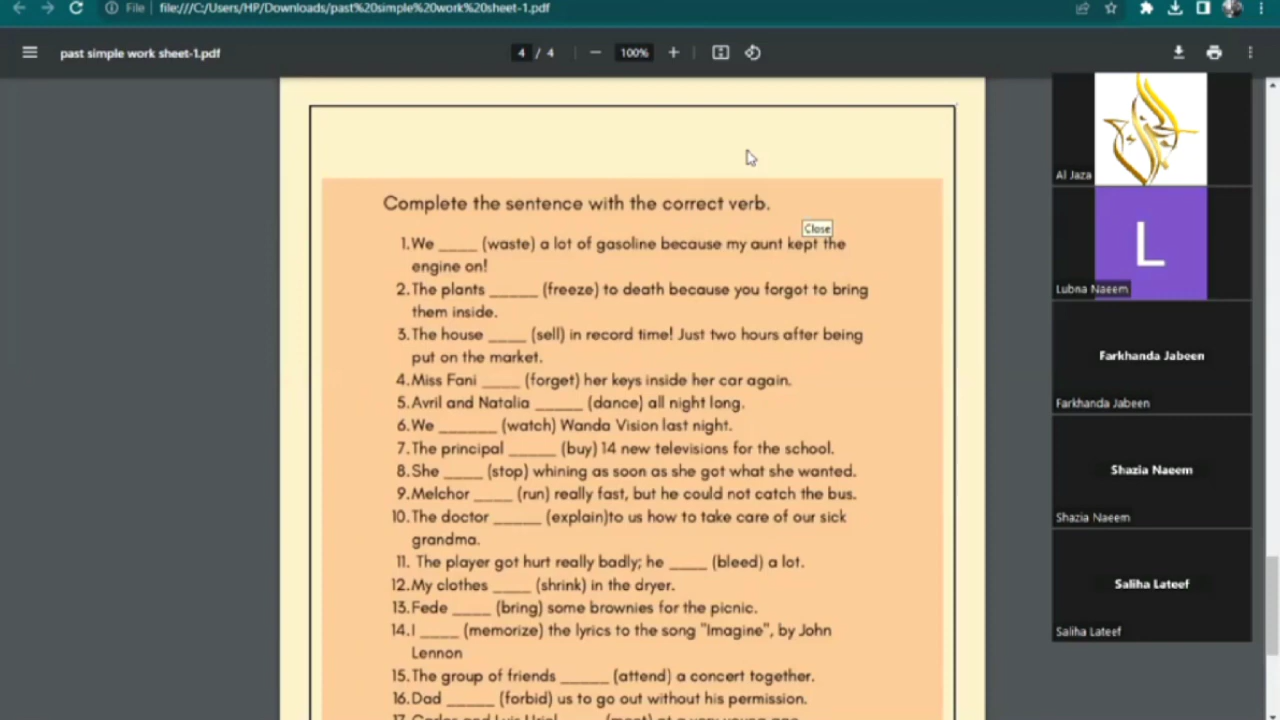 File file:///C:/Users/HP/Downloads/past%20simple%20work%20sheet-1.pdf
past simple work sheet-1.pdf 4 / 4 100%
Complete the sentence with the correct verb.
Close
1.We ____ (waste) a lot of gasoline because my aunt kept the
engine on!
2.The plants _____ (freeze) to death because you forgot to bring
them inside.
3.The house ____ (sell) in record time! Just two hours after being
put on the market.
4.Miss Fani ____ (forget) her keys inside her car again.
5.Avril and Natalia _____ (dance) all night long.
6.We ______ (watch) Wanda Vision last night.
7.The principal _____ (buy) 14 new televisions for the school.
8.She ____ (stop) whining as soon as she got what she wanted.
9.Melchor ____ (run) really fast, but he could not catch the bus.
10.The doctor _____ (explain)to us how to take care of our sick
grandma.
11. The player got hurt really badly; he ____ (bleed) a lot.
12.My clothes ____ (shrink) in the dryer.
13.Fede ____ (bring) some brownies for the picnic.
14.I ____ (memorize) the lyrics to the song "Imagine", by John
Lennon
15.The group of friends _____ (attend) a concert together.
16.Dad _____ (forbid) us to go out without his permission.
Al Jaza
L
Lubna Naeem
Farkhanda Jabeen
Farkhanda Jabeen
Shazia Naeem
Shazia Naeem
Saliha Lateef
Saliha Lateef